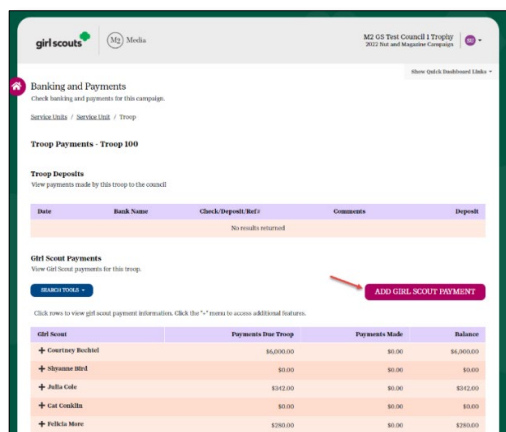 girl scouts
M2 Media
M2 GS Test Council 1 Trophy
2022 Nut and Magazine Campaign
Show Quick Dashboard Links
Banking and Payments
Check banking and payments for this campaign.
Service Units / Service Unit / Troop
Troop Payments - Troop 100
Troop Deposits
View payments made by this troop to the council
Date Bank Name Check/Deposit/Ref# Comments Deposit
No results returned
Girl Scout Payments
View Girl Scout payments for this troop.
SEARCH TOOLS
ADD GIRL SCOUT PAYMENT
Click rows to view girl scout payment information. Click the "+" menu to access additional features.
Girl Scout Payments Due Troop Payments Made Balance
+ Courtney Bechtel $6,000.00 $0.00 $6,000.00
+ Shyanne Bird $0.00 $0.00 $0.00
+ Julia Cole $342.00 $0.00 $342.00
+ Cat Conklin $0.00 $0.00 $0.00
+ Felicia More $280.00 $0.00 $280.00